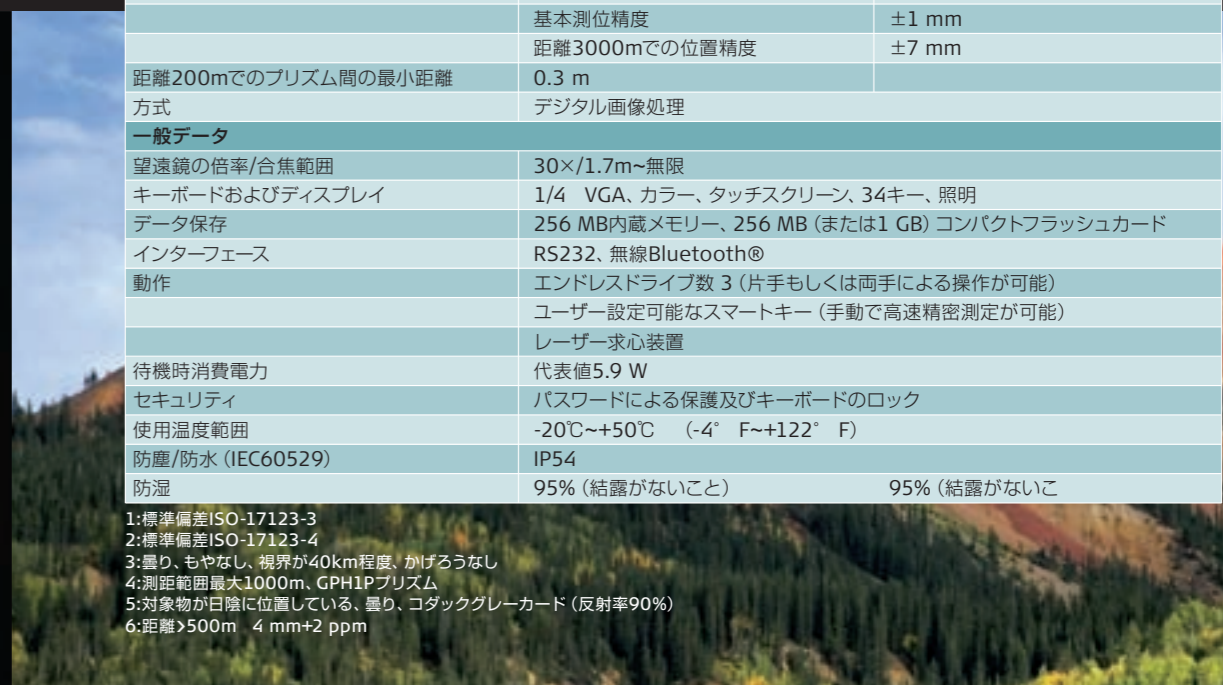 基本測位精度 ±1 mm
距離3000mでの位置精度 ±7 mm
距離200mでのプリズム間の最小距離 0.3 m
方式 デジタル画像処理
一般データ
望遠鏡の倍率/合焦範囲 30×/1.7m~無限
キーボードおよびディスプレイ 1/4 VGA、カラー、タッチスクリーン、34キー、照明
データ保存 256 MB内蔵メモリー、256 MB（または1 GB）コンパクトフラッシュカード
インターフェース RS232、無線Bluetooth®
動作 エンドレスドライブ数 3（片手もしくは両手による操作が可能）
ユーザー設定可能なスマートキー（手動で高速精密測定が可能）
レーザー求心装置
待機時消費電力 代表値5.9 W
セキュリティ パスワードによる保護及びキーボードのロック
使用温度範囲 -20℃~+50℃ （-4° F~+122° F）
防塵/防水（IEC60529） IP54
防湿 95%（結露がないこと） 95%（結露がないこ
1:標準偏差ISO-17123-3
2:標準偏差ISO-17123-4
3:曇り、もやなし、視界が40km程度、かげろうなし
4:測距範囲最大1000m、GPH1Pプリズム
5:対象物が日陰に位置している、曇り、コダックグレーカード（反射率90%）
6:距離>500m 4 mm+2 ppm